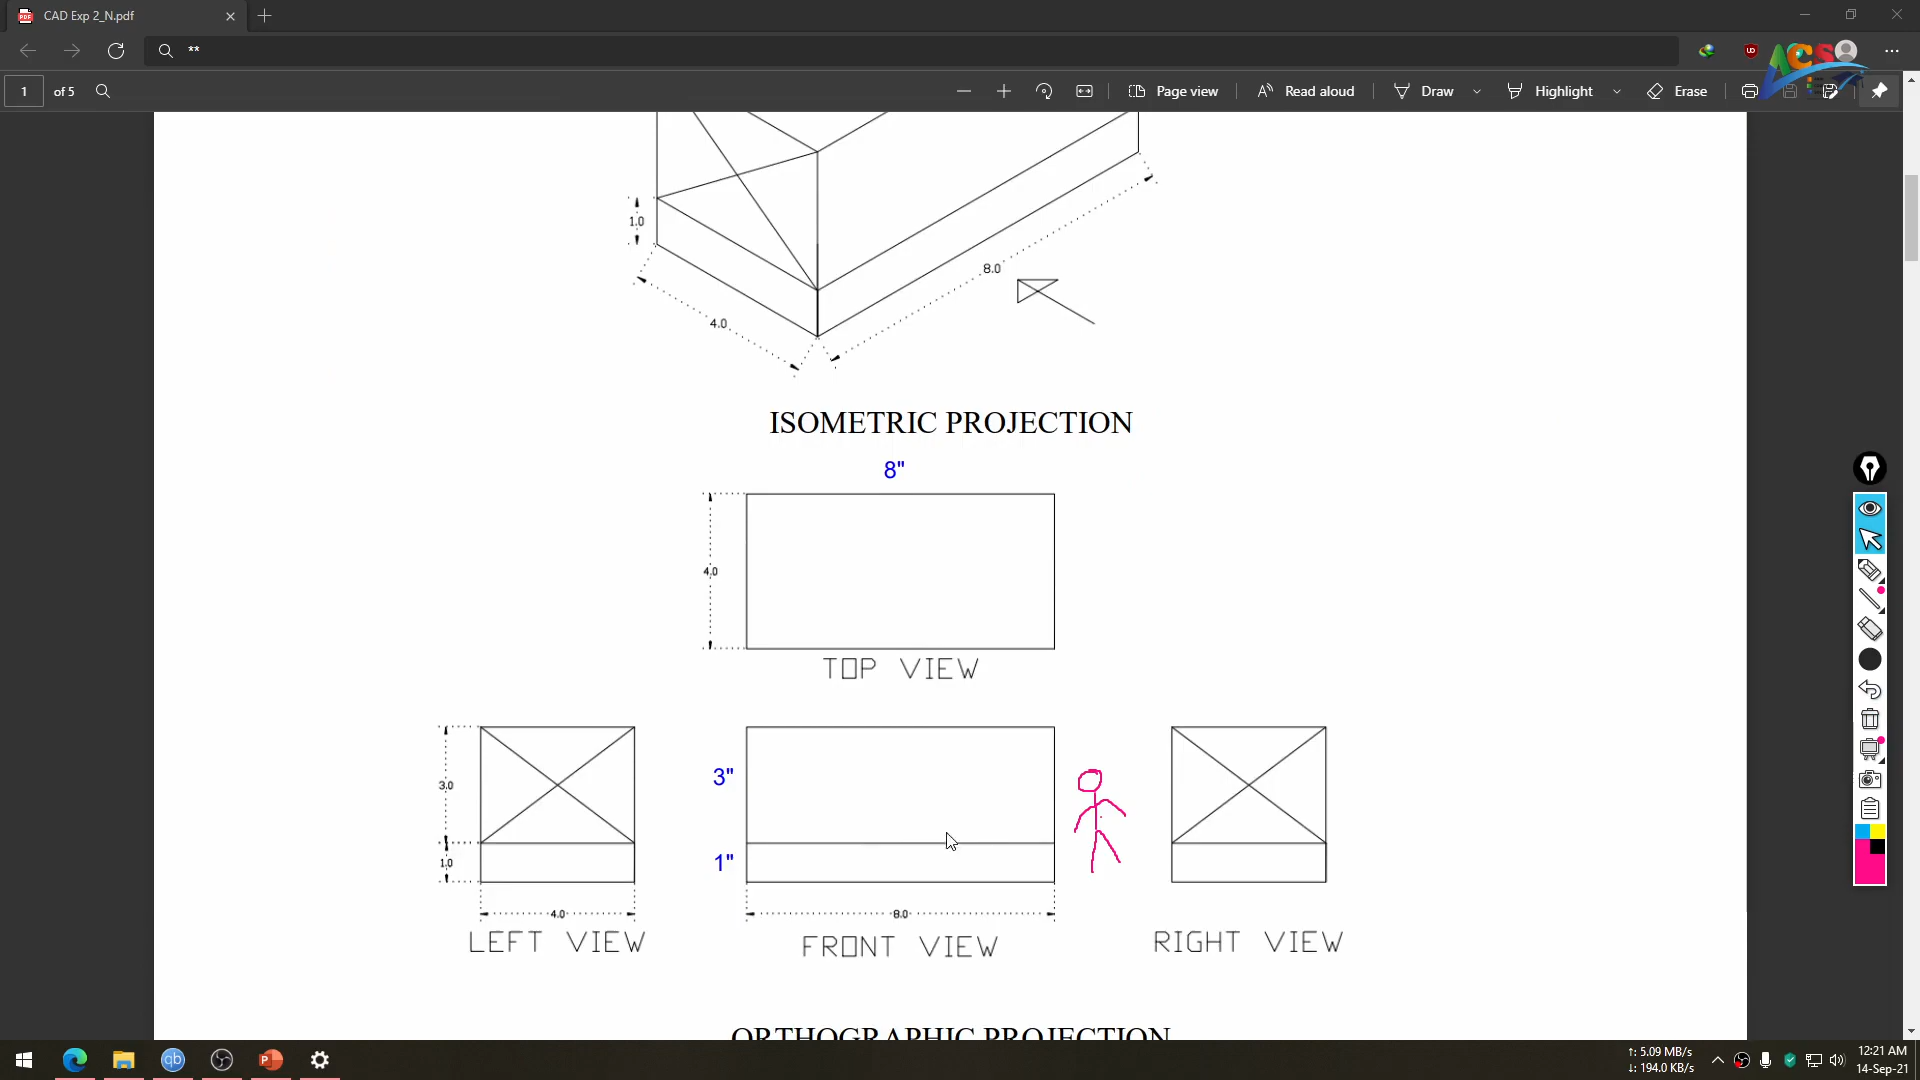 CAD Exp 2_N.pdf
**
ACS
1 of 5
Page view
Read aloud
Draw
Highlight
Erase
1.0
8.0
4.0
ISOMETRIC PROJECTION
8"
4.0
TOP VIEW
3.0
3"
1.0
1"
4.0
8.0
LEFT VIEW
FRONT VIEW
RIGHT VIEW
ORTHOGRAPHIC PROJECTION
↑: 5.09 MB/s
↓: 194.0 KB/s
12:21 AM
14-Sep-21